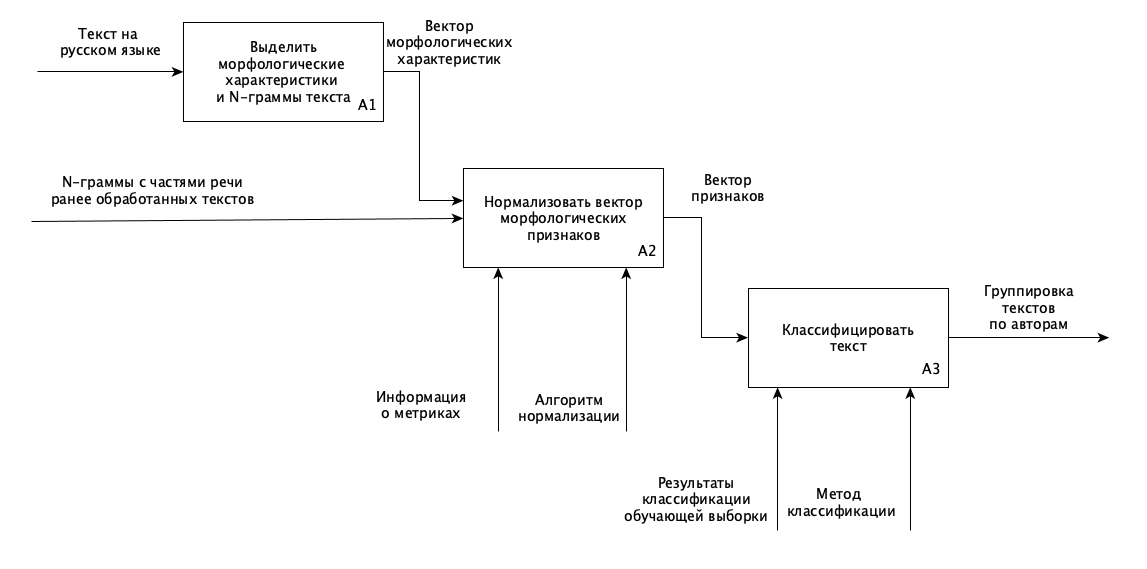 Текст на
русском языке
Выделить
морфологические
характеристики
и N-граммы текста
A1
Вектор
морфологических
характеристик
N-граммы с частями речи
ранее обработанных текстов
Нормализовать вектор
морфологических
признаков
A2
Вектор
признаков
Информация
о метриках
Алгоритм
нормализации
Классифицировать
текст
A3
Группировка
текстов
по авторам
Результаты
классификации
обучающей выборки
Метод
классификации